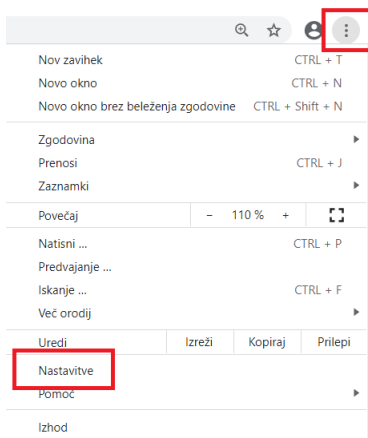 Nov zavihek CTRL + T
Novo okno CTRL + N
Novo okno brez beleženja zgodovine CTRL + Shift + N
Zgodovina
Prenosi CTRL + J
Zaznamki
Povečaj - 110 % +
Natisni ... CTRL + P
Predvajanje ...
Iskanje ... CTRL + F
Več orodij
Uredi Izreži Kopiraj Prilepi
Nastavitve
Pomoč
Izhod